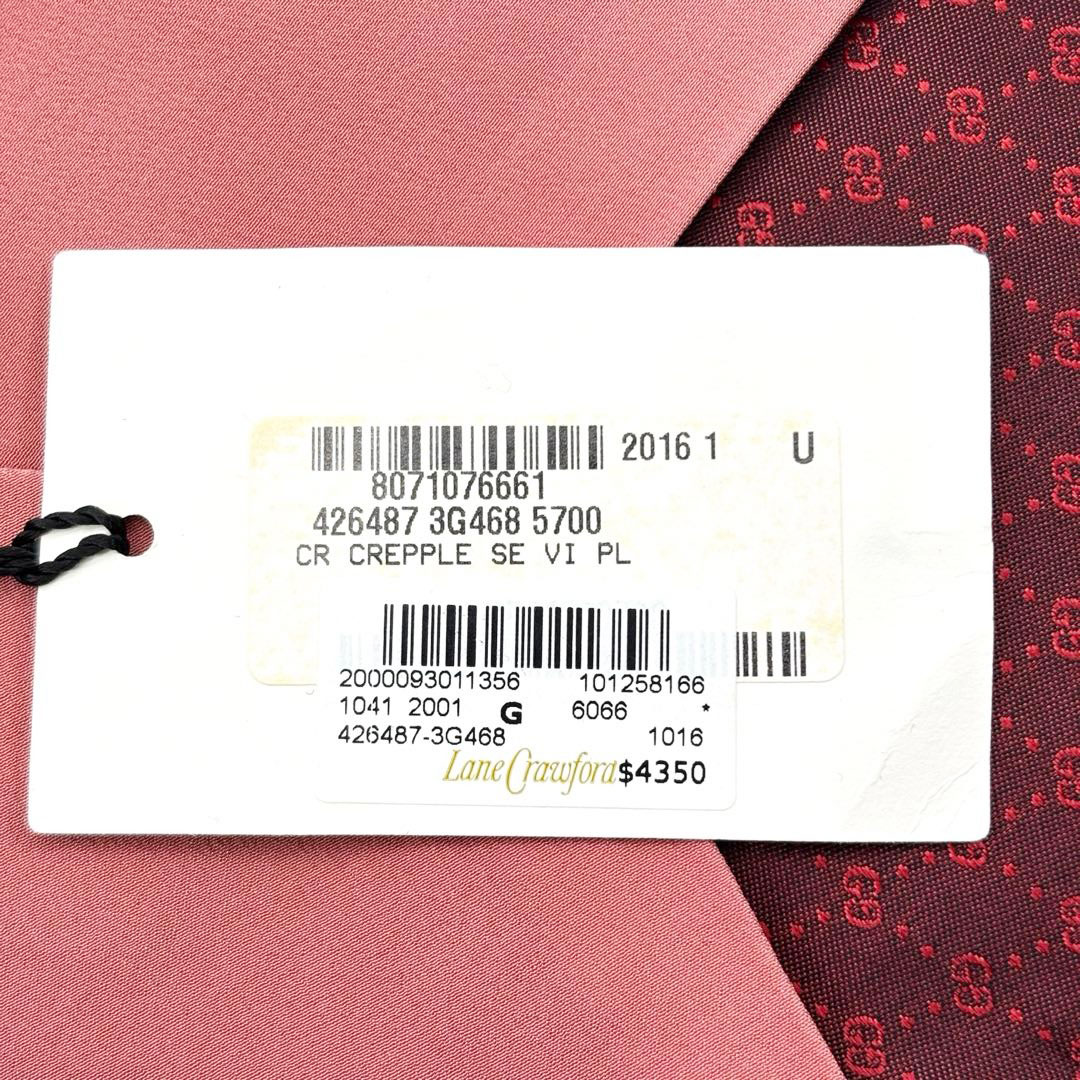 2016 1 U
8071076661
426487 3G468 5700
CR CREPPLE SE VI PL
2000093011356 101258166
1041 2001 G 6066 *
426487-3G468 1016
Lane Crawford $4350